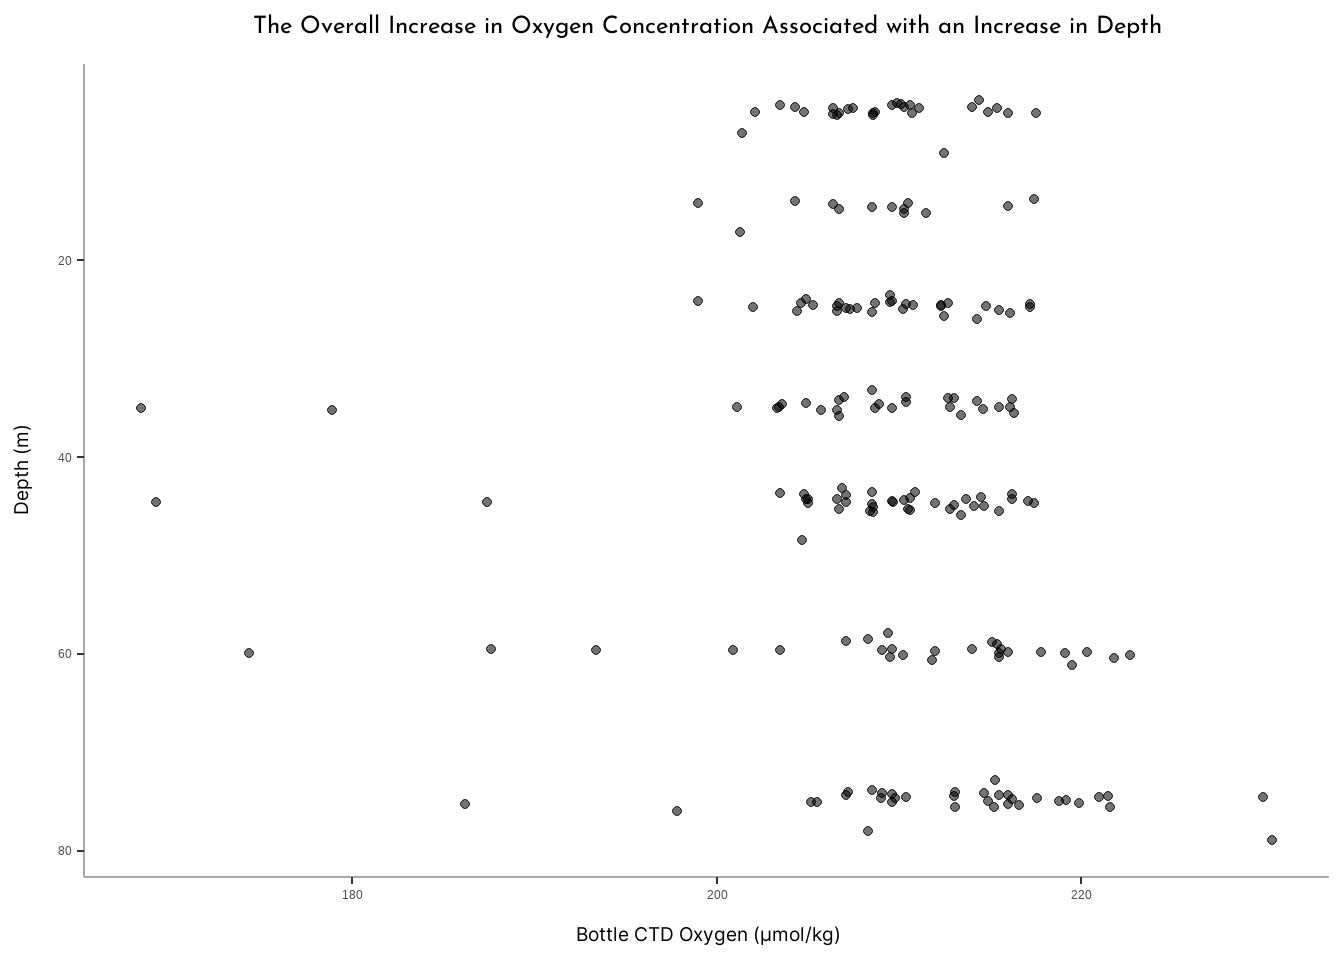 The Overall Increase in Oxygen Concentration Associated with an Increase in Depth
20
40
60
80
Depth (m)
180 200 220
Bottle CTD Oxygen (µmol/kg)